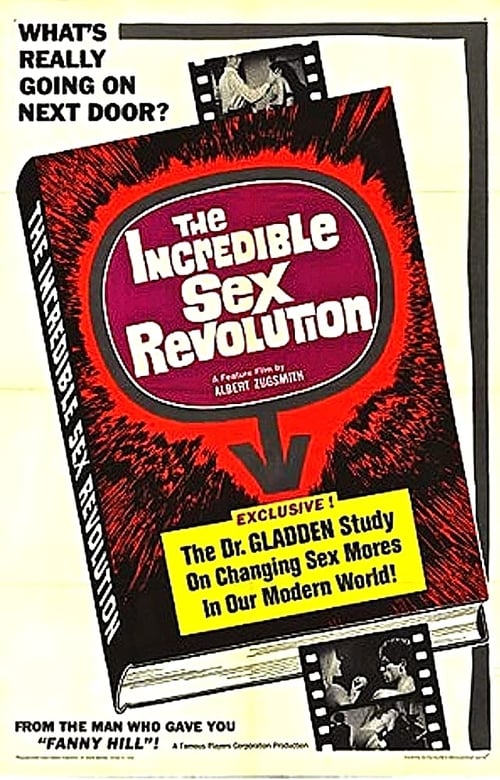 WHAT'S
REALLY
GOING ON
NEXT DOOR?
THE INCREDIBLE SEX REVOLUTION
THE
INCREDIBLE
SEX
REVOLUTION
A Feature Film by
ALBERT ZUGSMITH
EXCLUSIVE!
The Dr. GLADDEN Study
On Changing Sex Mores
In Our Modern World!
FROM THE MAN WHO GAVE YOU
"FANNY HILL"!
A Famous Players Corporation Production